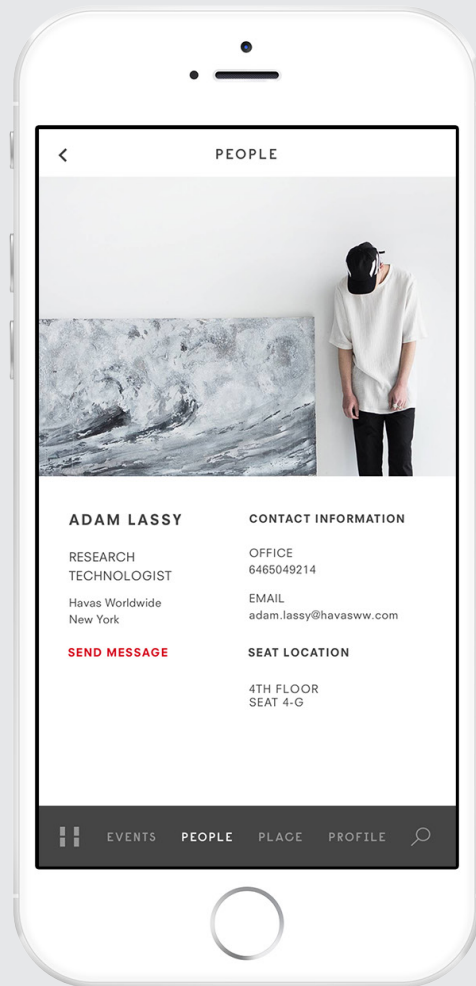 PEOPLE
ADAM LASSY
RESEARCH
TECHNOLOGIST
Havas Worldwide
New York
SEND MESSAGE
CONTACT INFORMATION
OFFICE
6465049214
EMAIL
adam.lassy@havasww.com
SEAT LOCATION
4TH FLOOR
SEAT 4-G
EVENTS PEOPLE PLACE PROFILE